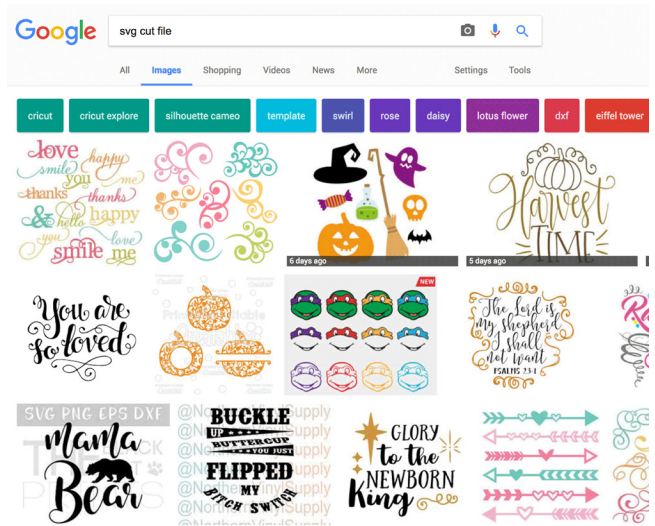 Google
svg cut file
All Images Shopping Videos News More Settings Tools
cricut cricut explore silhouette cameo template swirl rose daisy lotus flower dxf eiffel tower
love happy
smile
you me
thanks thanks
& hello happy
you love
smile me
6 days ago
Harvest
TIME
5 days ago
You are
so loved
NEW
The Lord is
my shepherd
I shall
not want
PSALMS 23:1
SVG PNG EPS DXF
mama
Bear
@NorthernVinylSupply
BUCKLE
UP
BUTTERCUP
YOU JUST
FLIPPED
MY
BITCH SWITCH
@NorthernVinylSupply
GLORY
to the
NEWBORN
King